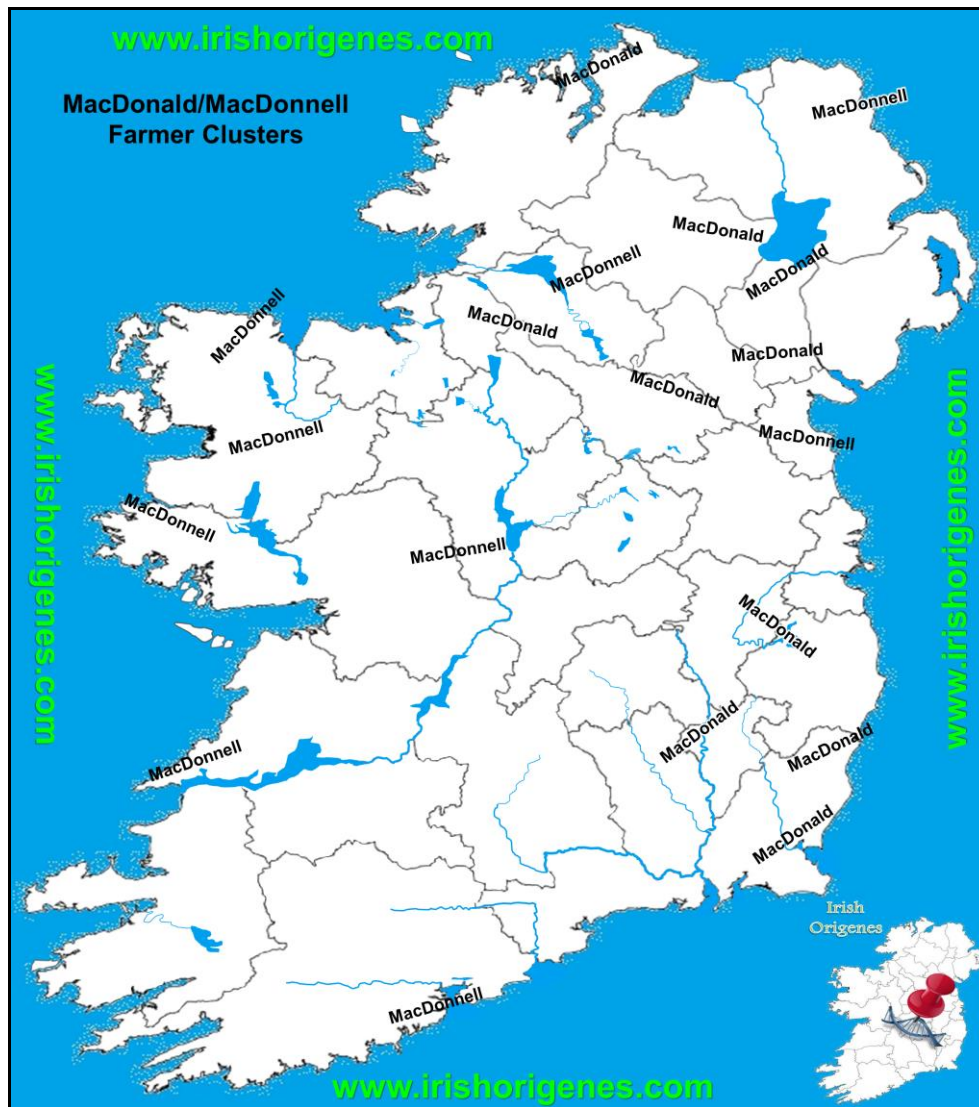 www.irishorigenes.com
MacDonald/MacDonnell
Farmer Clusters
MacDonald
MacDonnell
MacDonald
MacDonald
MacDonnell
MacDonnell
MacDonald
MacDonald
MacDonald
MacDonnell
MacDonnell
MacDonnell
MacDonnell
MacDonald
MacDonald
MacDonald
MacDonnell
MacDonald
MacDonnell
www.irishorigenes.com
www.irishorigenes.com
Irish
Origenes
www.irishorigenes.com